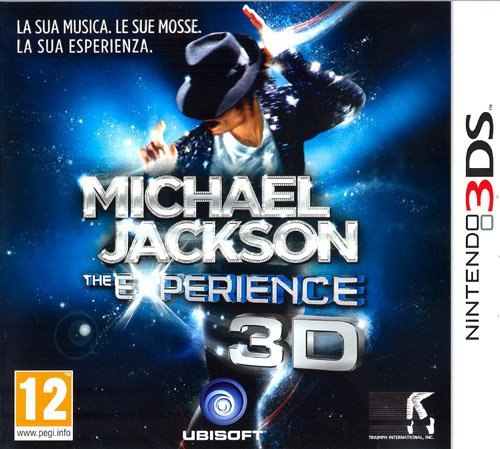 LA SUA MUSICA. LE SUE MOSSE.
LA SUA ESPERIENZA.
MICHAEL
JACKSON
THE EXPERIENCE
3D
12
www.pegi.info
UBISOFT
TRIUMPH INTERNATIONAL, INC.
NINTENDO 3DS™